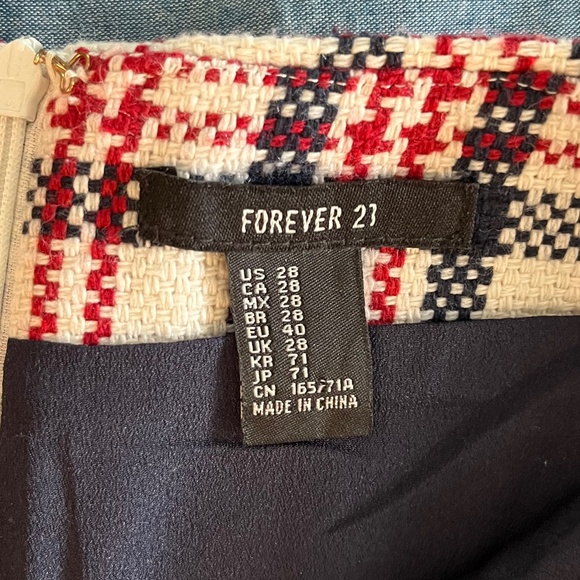 FOREVER 21
US 28
CA 28
MX 28
BR 28
EU 40
UK 28
KR 71
JP 71
CN 165/71A
MADE IN CHINA